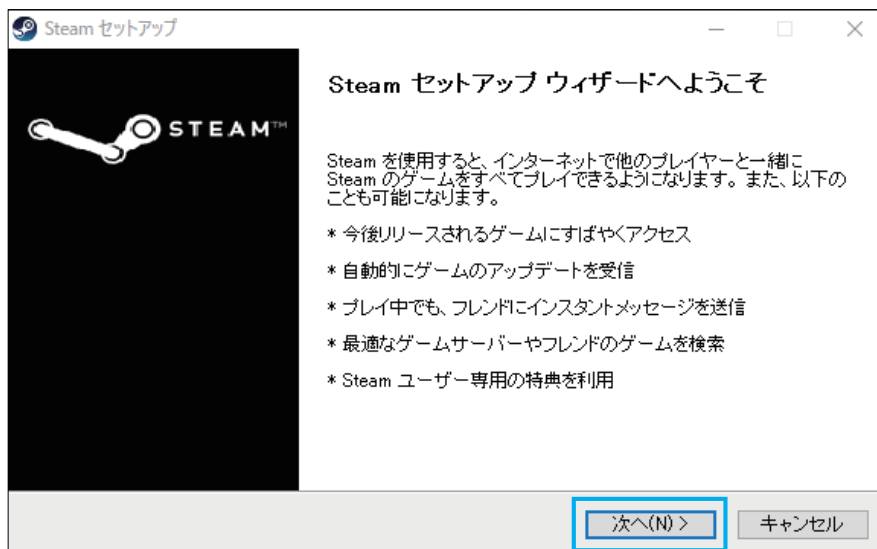 Steam セットアップ
STEAM™
Steam セットアップ ウィザードへようこそ
Steam を使用すると、インターネットで他のプレイヤーと一緒に
Steam のゲームをすべてプレイできるようになります。また、以下の
ことも可能になります。
* 今後リリースされるゲームにすばやくアクセス
* 自動的にゲームのアップデートを受信
* プレイ中でも、フレンドにインスタントメッセージを送信
* 最適なゲームサーバーやフレンドのゲームを検索
* Steam ユーザー専用の特典を利用
次へ(N) >
キャンセル